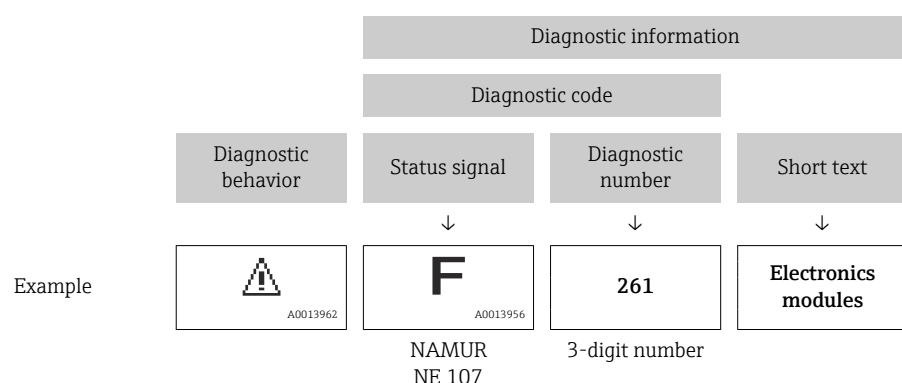 Diagnostic information
Diagnostic code
Diagnostic
behavior
Status signal
Diagnostic
number
Short text
↓
↓
↓
Example
A0013962
F
A0013956
261
Electronics
modules
NAMUR
NE 107
3-digit number